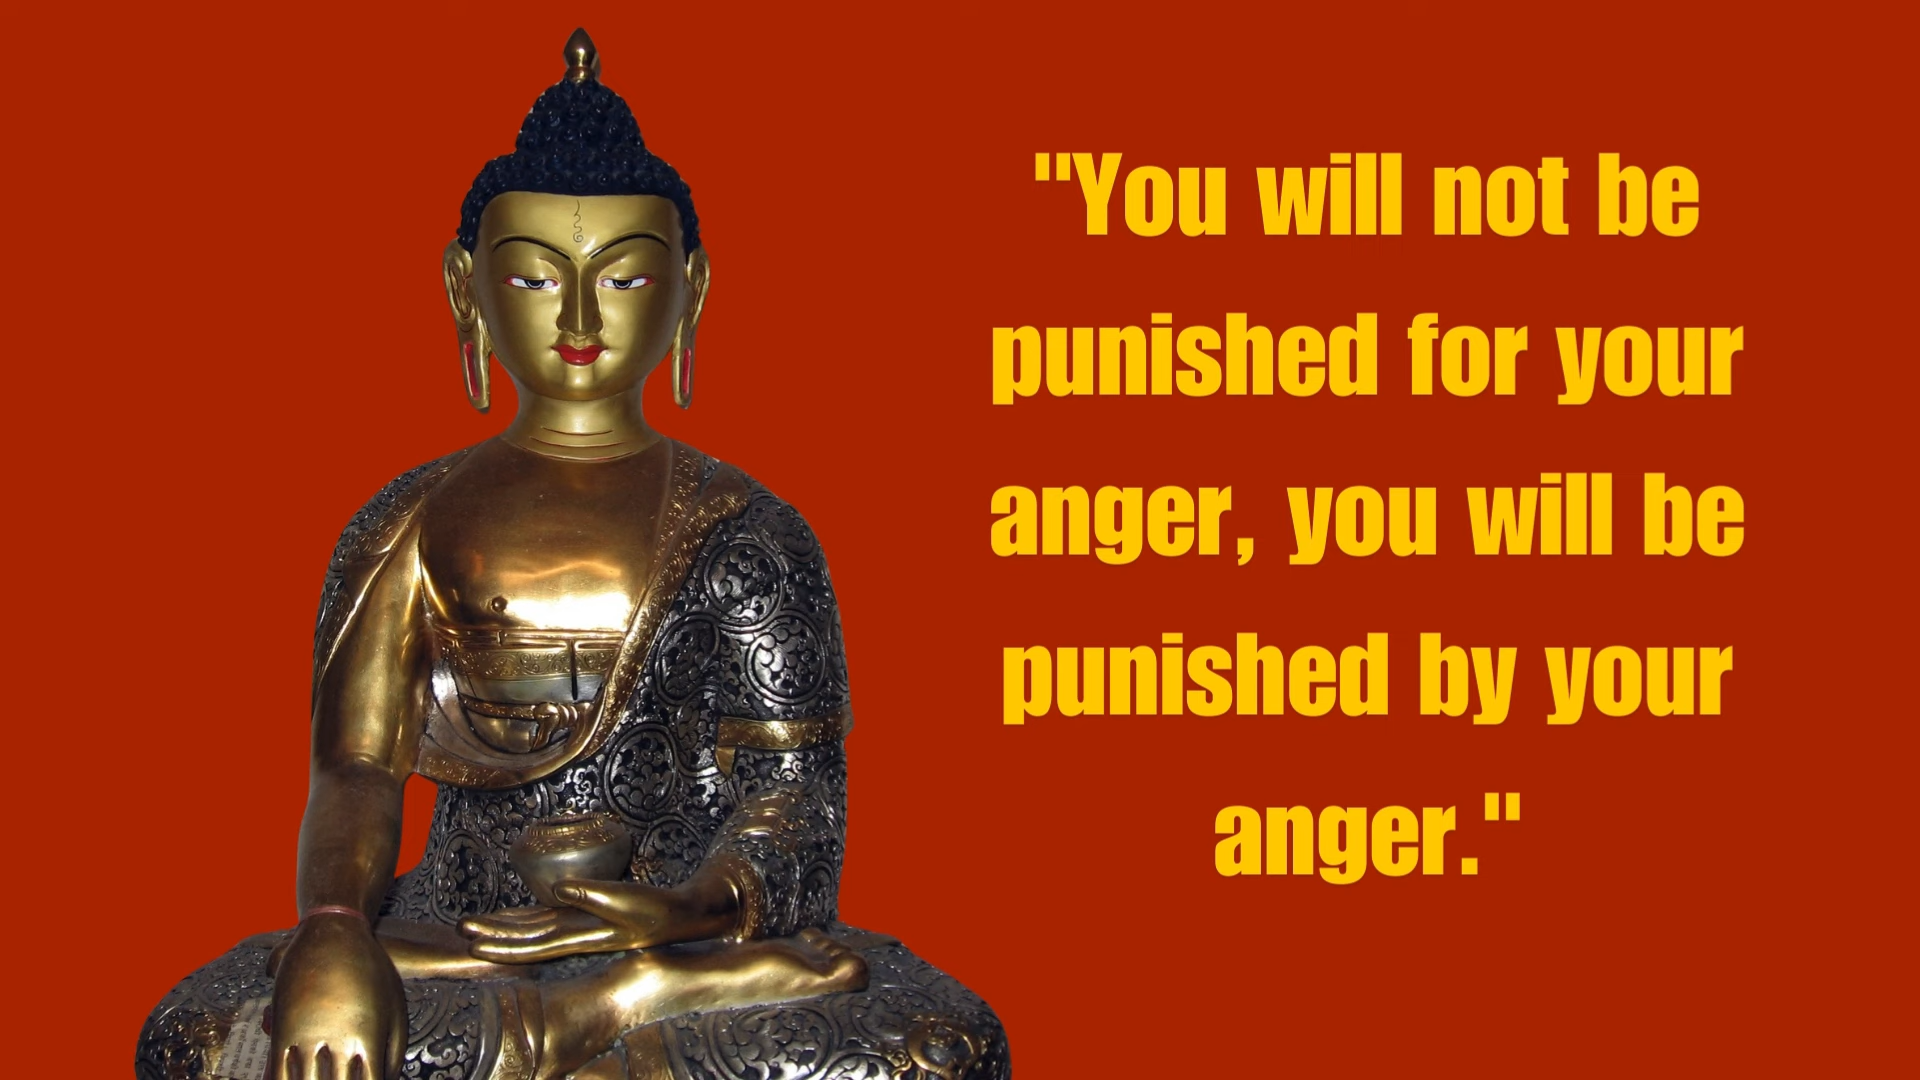 "You will not be
punished for your
anger, you will be
punished by your
anger."